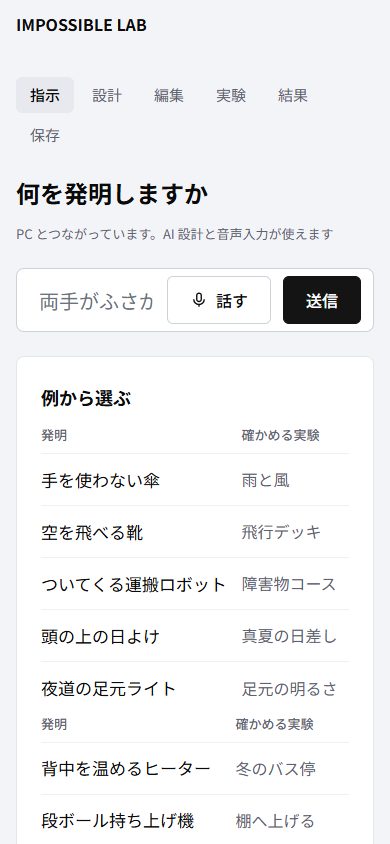 IMPOSSIBLE LAB
指示 設計 編集 実験 結果
保存
何を発明しますか
PC とつながっています。AI 設計と音声入力が使えます
両手がふさか 話す 送信
例から選ぶ
発明 確かめる実験
手を使わない傘 雨と風
空を飛べる靴 飛行デッキ
ついてくる運搬ロボット 障害物コース
頭の上の日よけ 真夏の日差し
夜道の足元ライト 足元の明るさ
発明 確かめる実験
背中を温めるヒーター 冬のバス停
段ボール持ち上げ機 棚へ上げる